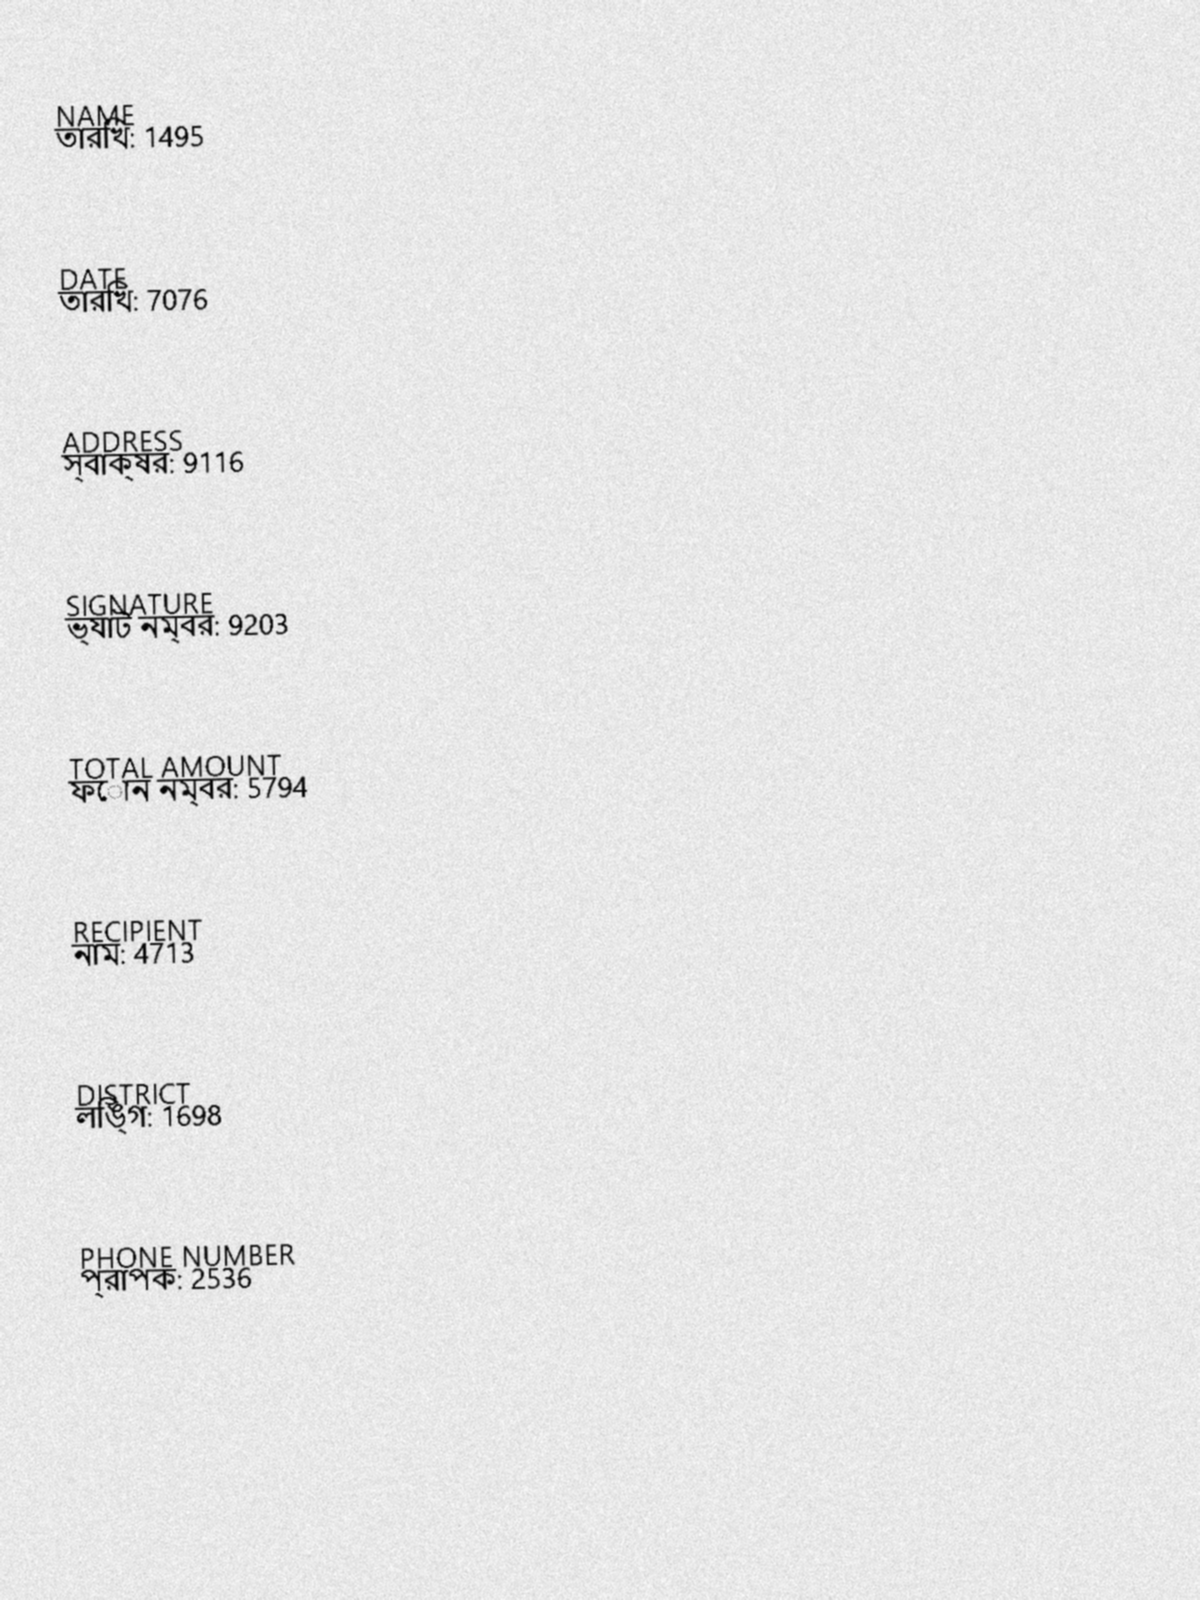 NAME
তারিখ: 1495
DATE
তারিখ: 7076
ADDRESS
স্বাক্ষর: 9116
SIGNATURE
ভ্যাট নম্বর: 9203
TOTAL AMOUNT
ফোন নম্বর: 5794
RECIPIENT
নাম: 4713
DISTRICT
লিঙ্গ: 1698
PHONE NUMBER
প্রাপক: 2536